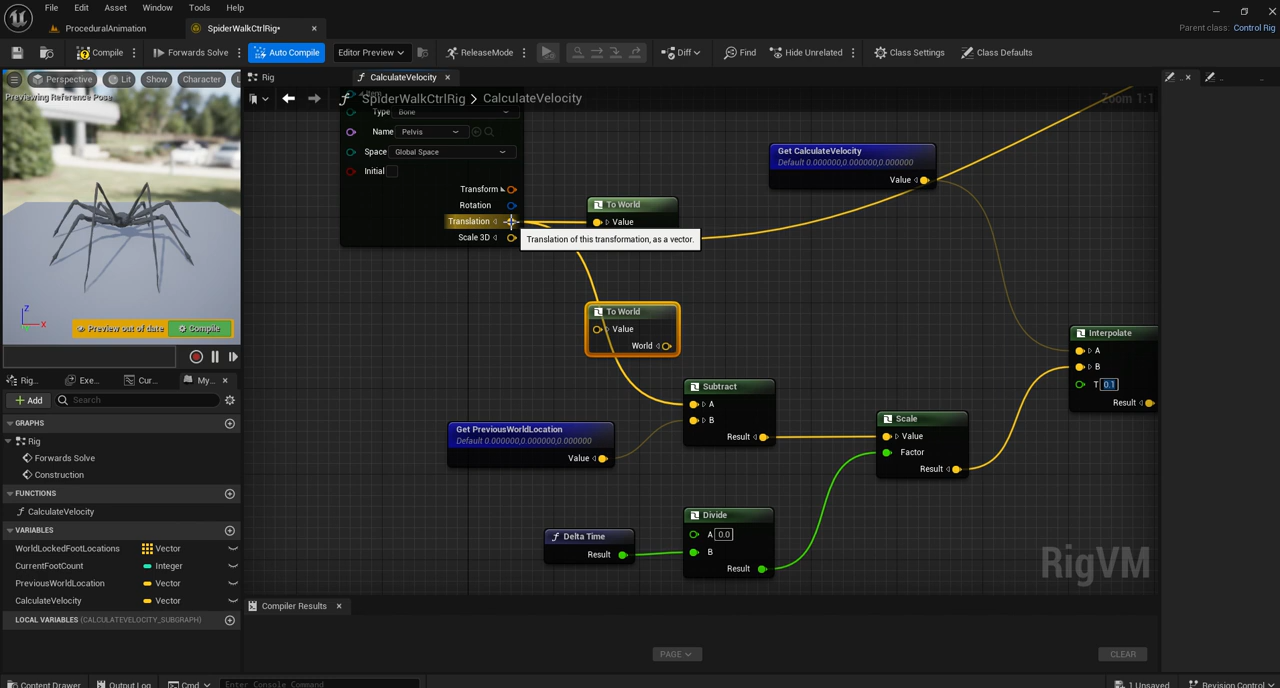 File Edit Asset Window Tools Help
ProceduralAnimation
SpiderWalkCtrlRig*
Parent class: Control Rig
Compile
Forwards Solve
Auto Compile
Editor Preview
ReleaseMode
Diff
Find
Hide Unrelated
Class Settings
Class Defaults
Perspective
Lit
Show
Character
L
Previewing Reference Pose
Rig
CalculateVelocity
SpiderWalkCtrlRig > CalculateVelocity
Zoom 1:1
Item
Type Bone
Name Pelvis
Space Global Space
Initial
Transform
Rotation
Translation
Scale 3D
To World
Value
Translation of this transformation, as a vector.
Get CalculateVelocity
Default 0.000000,0.000000,0.000000
Value
To World
Value
World
Interpolate
A
B
T 0.1
Result
Subtract
A
B
Result
Get PreviousWorldLocation
Default 0.000000,0.000000,0.000000
Value
Scale
Value
Factor
Result
Delta Time
Result
Divide
A 0.0
B
Result
RigVM
Z
X
Preview out of date
Compile
Rig...
Exe...
Cur...
My...
Add
Search
GRAPHS
Rig
Forwards Solve
Construction
FUNCTIONS
CalculateVelocity
VARIABLES
WorldLockedFootLocations Vector
CurrentFootCount Integer
PreviousWorldLocation Vector
CalculateVelocity Vector
LOCAL VARIABLES (CALCULATEVELOCITY_SUBGRAPH)
Compiler Results
PAGE
CLEAR
Content Drawer
Output Log
Cmd
Enter Console Command
1 Unsaved
Revision Control